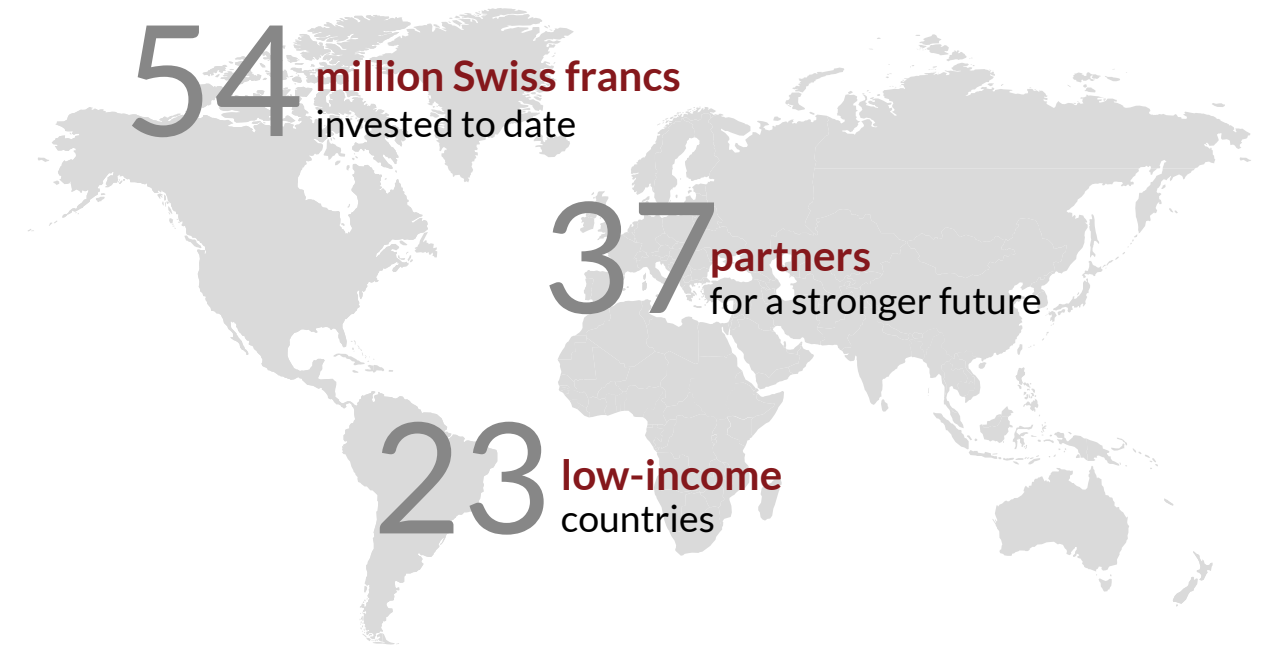 54 million Swiss francs
invested to date
37 partners
for a stronger future
23 low-income
countries